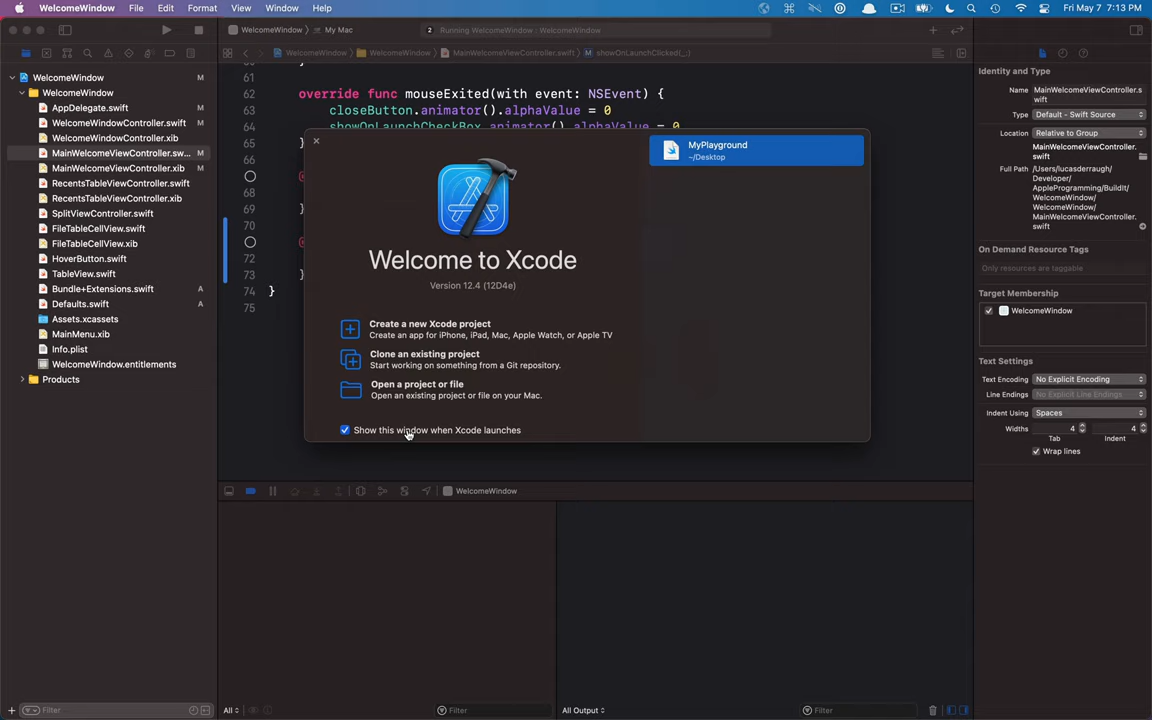 WelcomeWindow File Edit Format View Window Help Fri May 7 7:13 PM
WelcomeWindow My Mac 2 Running WelcomeWindow : WelcomeWindow
WelcomeWindow WelcomeWindow MainWelcomeViewController.swift showOnLaunchClicked(_:)
WelcomeWindow M
WelcomeWindow
AppDelegate.swift M
WelcomeWindowController.swift M
WelcomeWindowController.xib
MainWelcomeViewController.sw... M
MainWelcomeViewController.xib M
RecentsTableViewController.swift
RecentsTableViewController.xib
SplitViewController.swift
FileTableCellView.swift
FileTableCellView.xib
HoverButton.swift
TableView.swift
Bundle+Extensions.swift A
Defaults.swift A
Assets.xcassets
MainMenu.xib
Info.plist
WelcomeWindow.entitlements
Products
Filter
61
62 override func mouseExited(with event: NSEvent) {
63 closeButton.animator().alphaValue = 0
64 showOnLaunchCheckBox.animator().alphaValue = 0
65 }
66
68
69 }
70
72
73 }
74 }
75
Welcome to Xcode
Version 12.4 (12D4e)
Create a new Xcode project
Create an app for iPhone, iPad, Mac, Apple Watch, or Apple TV
Clone an existing project
Start working on something from a Git repository.
Open a project or file
Open an existing project or file on your Mac.
Show this window when Xcode launches
MyPlayground
~/Desktop
WelcomeWindow
All
Filter
All Output
Filter
Identity and Type
Name MainWelcomeViewController.s
wift
Type Default - Swift Source
Location Relative to Group
MainWelcomeViewController.
swift
Full Path /Users/
lucasderraugh/
Developer/
AppleProgramming/BuildIt/
WelcomeWindow/
WelcomeWindow/
MainWelcomeViewController.
swift
On Demand Resource Tags
Only resources are taggable
Target Membership
WelcomeWindow
Text Settings
Text Encoding No Explicit Encoding
Line Endings No Explicit Line Endings
Indent Using Spaces
Widths 4 4
Tab Indent
Wrap lines